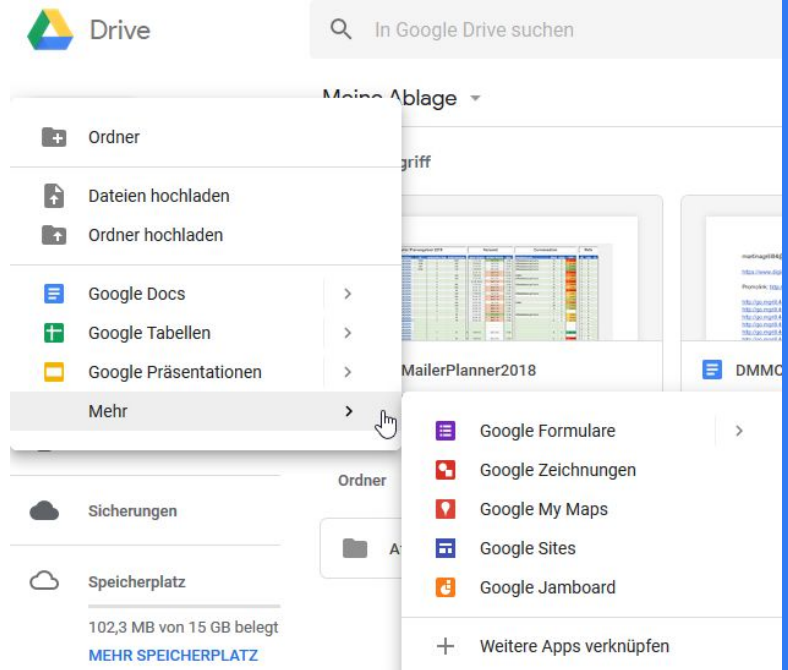 Drive
In Google Drive suchen
Meine Ablage
griff
Ordner
Dateien hochladen
Ordner hochladen
Google Docs
Google Tabellen
Google Präsentationen
Mehr
MailerPlanner2018
DMMO
Google Formulare
Google Zeichnungen
Google My Maps
Google Sites
Google Jamboard
Weitere Apps verknüpfen
Ordner
Sicherungen
Speicherplatz
102,3 MB von 15 GB belegt
MEHR SPEICHERPLATZ